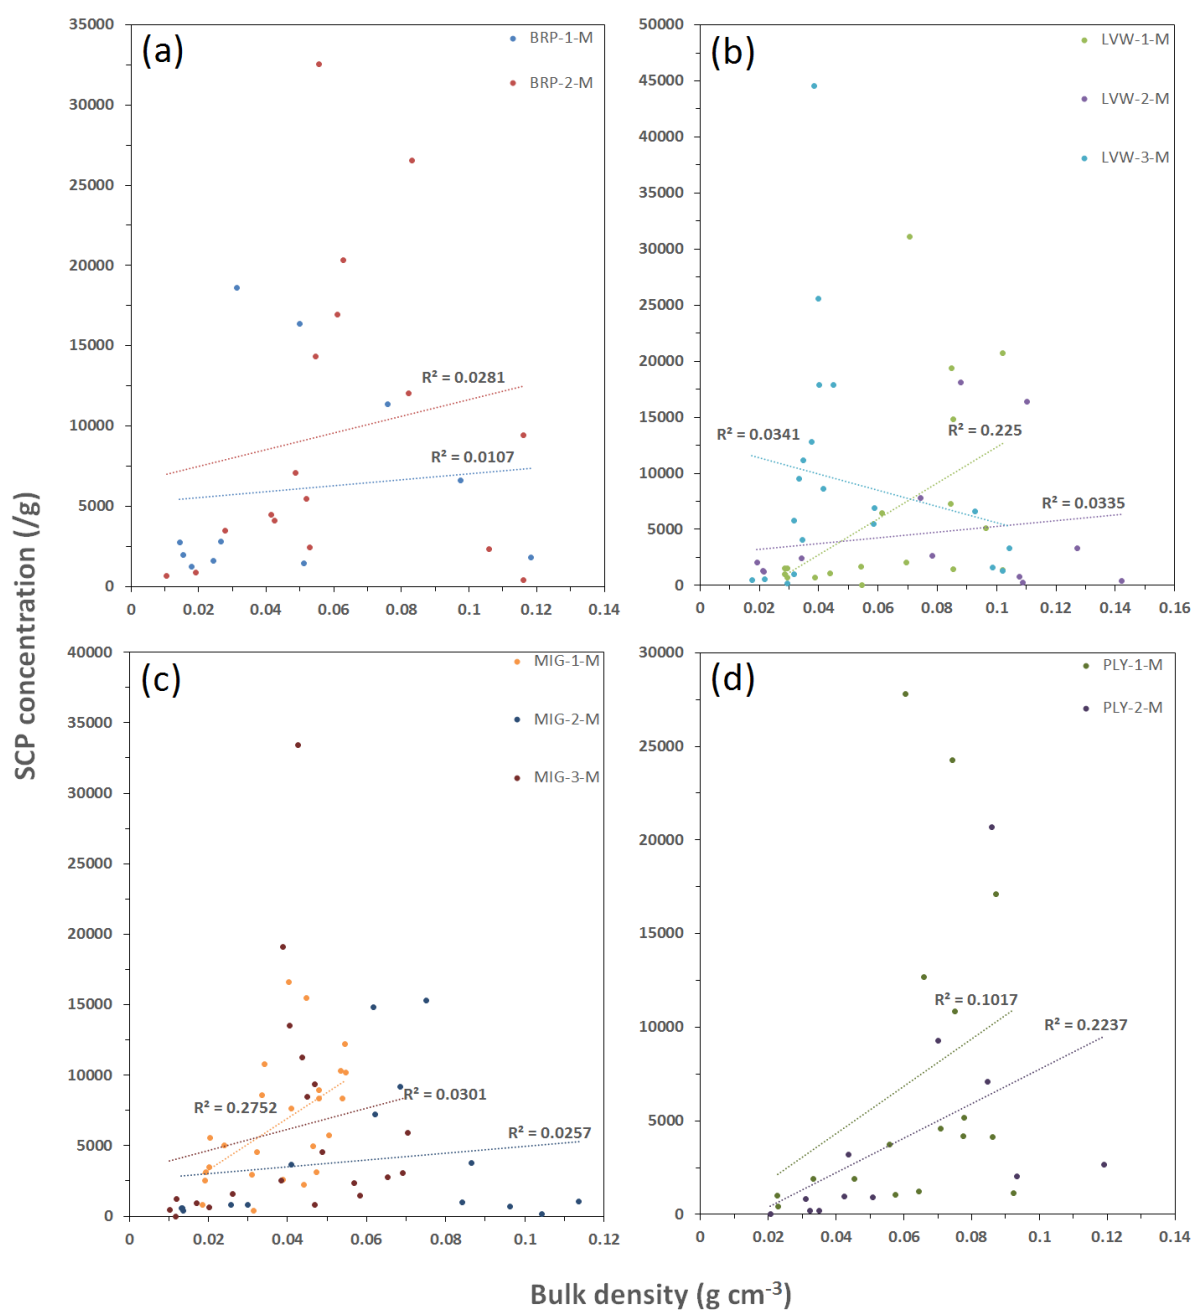 (a)
BRP-1-M
BRP-2-M
35000
30000
25000
20000
15000
10000
5000
0
R² = 0.0281
R² = 0.0107
0 0.02 0.04 0.06 0.08 0.1 0.12 0.14
(b)
LVW-1-M
LVW-2-M
LVW-3-M
50000
45000
40000
35000
30000
25000
20000
15000
10000
5000
0
R² = 0.0341
R² = 0.225
R² = 0.0335
0 0.02 0.04 0.06 0.08 0.1 0.12 0.14 0.16
(c)
MIG-1-M
MIG-2-M
MIG-3-M
40000
35000
30000
25000
20000
15000
10000
5000
0
R² = 0.2752
R² = 0.0301
R² = 0.0257
0 0.02 0.04 0.06 0.08 0.1 0.12
(d)
PLY-1-M
PLY-2-M
30000
25000
20000
15000
10000
5000
0
R² = 0.1017
R² = 0.2237
0 0.02 0.04 0.06 0.08 0.1 0.12 0.14
SCP concentration (/g)
Bulk density (g cm⁻³)